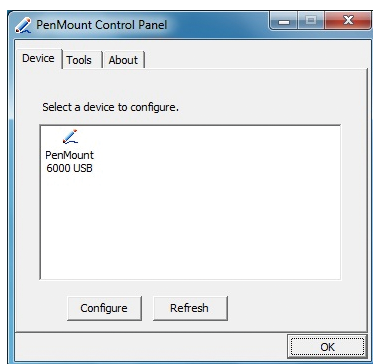 PenMount Control Panel
Device Tools About
Select a device to configure.
PenMount
6000 USB
Configure Refresh
OK